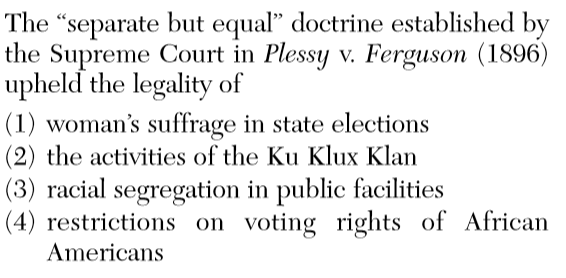 The “separate but equal” doctrine established by
the Supreme Court in Plessy v. Ferguson (1896)
upheld the legality of
(1) woman’s suffrage in state elections
(2) the activities of the Ku Klux Klan
(3) racial segregation in public facilities
(4) restrictions on voting rights of African
Americans